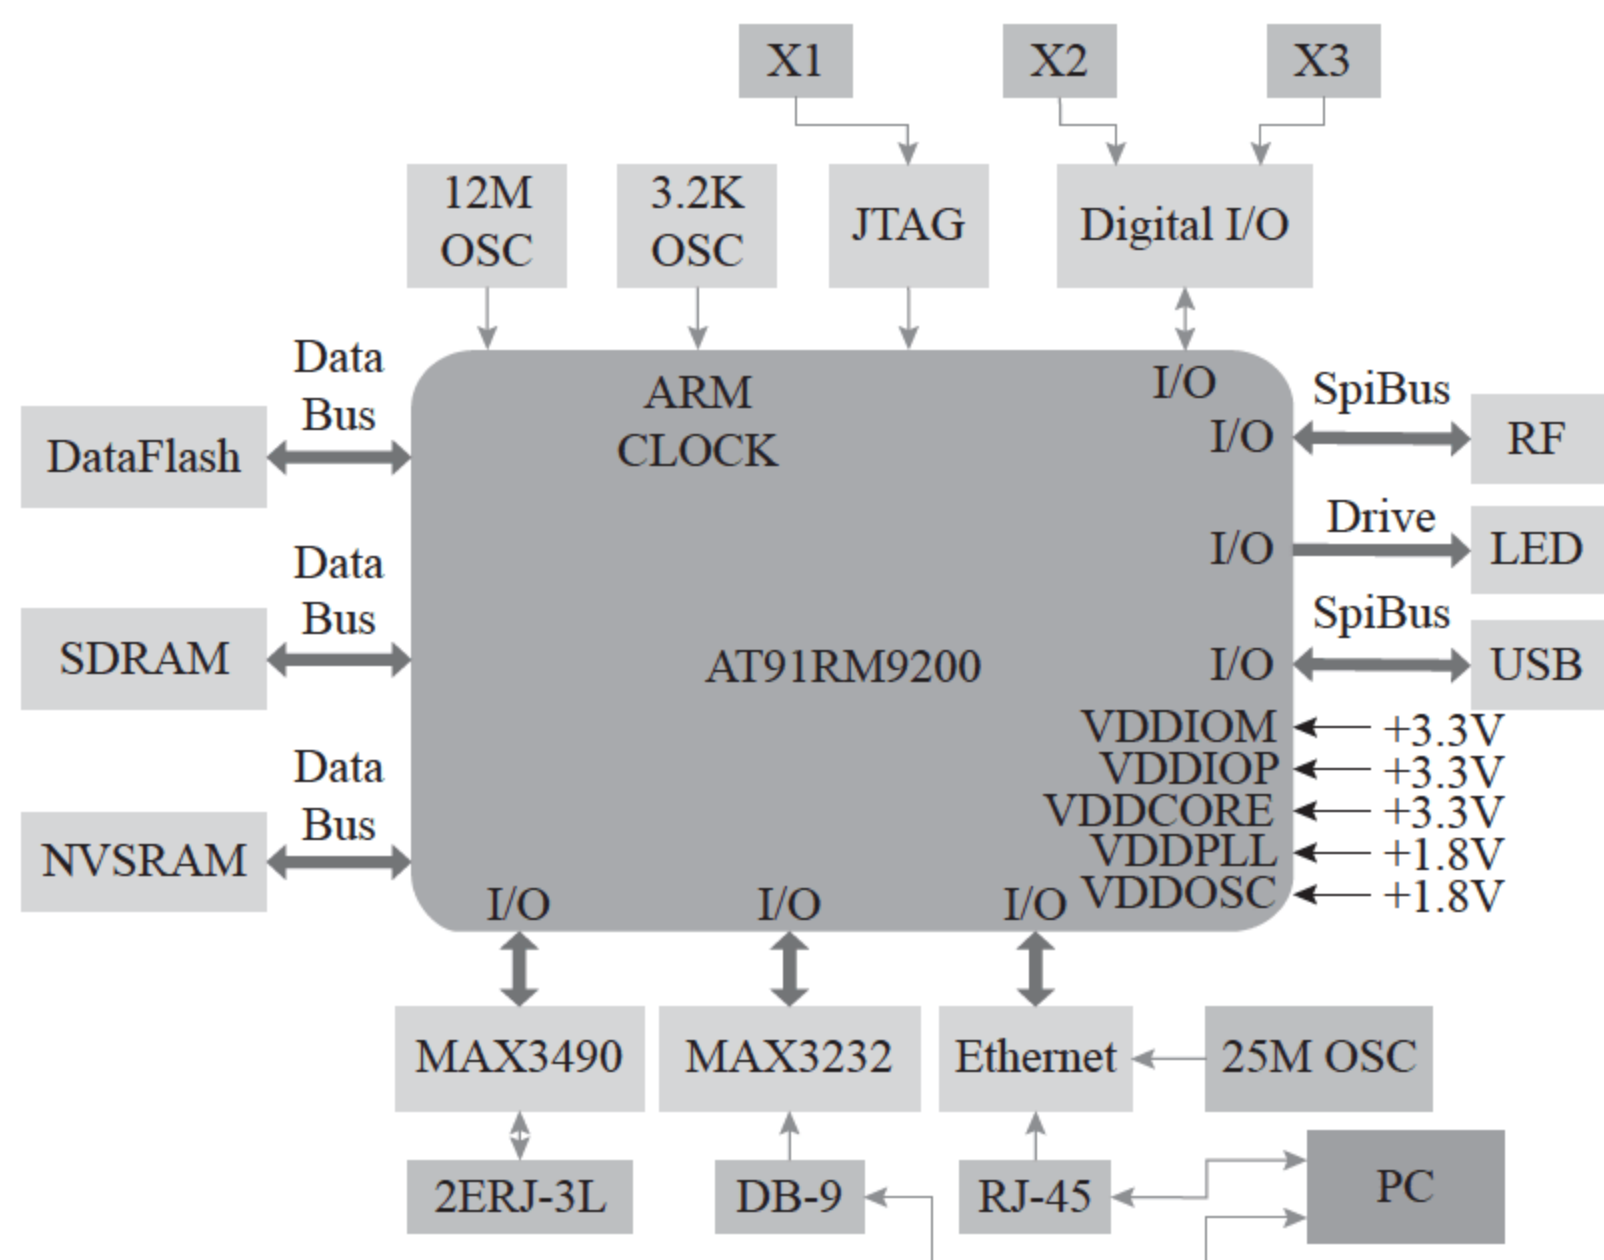 X1
X2
X3
12M
OSC
3.2K
OSC
JTAG
Digital I/O
Data
Bus
DataFlash
ARM
CLOCK
I/O
I/O
SpiBus
RF
I/O
Drive
LED
Data
Bus
SDRAM
AT91RM9200
I/O
SpiBus
USB
VDDIOM
+3.3V
VDDIOP
+3.3V
VDDCORE
+3.3V
VDDPLL
+1.8V
VDDOSC
+1.8V
Data
Bus
NVSRAM
I/O
I/O
I/O
MAX3490
MAX3232
Ethernet
25M OSC
2ERJ-3L
DB-9
RJ-45
PC